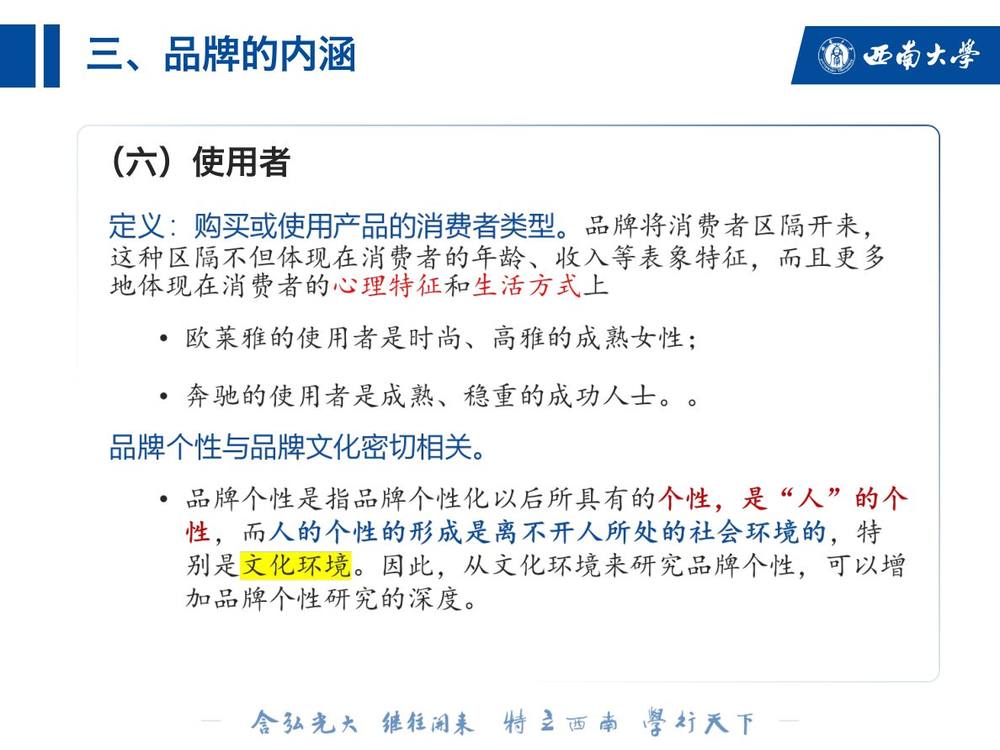 三、品牌的内涵
西南大学
（六）使用者
定义：购买或使用产品的消费者类型。品牌将消费者区隔开来，
这种区隔不但体现在消费者的年龄、收入等表象特征，而且更多
地体现在消费者的心理特征和生活方式上
• 欧莱雅的使用者是时尚、高雅的成熟女性；
• 奔驰的使用者是成熟、稳重的成功人士。。
品牌个性与品牌文化密切相关。
• 品牌个性是指品牌个性化以后所具有的个性，是“人”的个
性，而人的个性的形成是离不开人所处的社会环境的，特
别是文化环境。因此，从文化环境来研究品牌个性，可以增
加品牌个性研究的深度。
含弘光大 继往开来 特立西南 学行天下